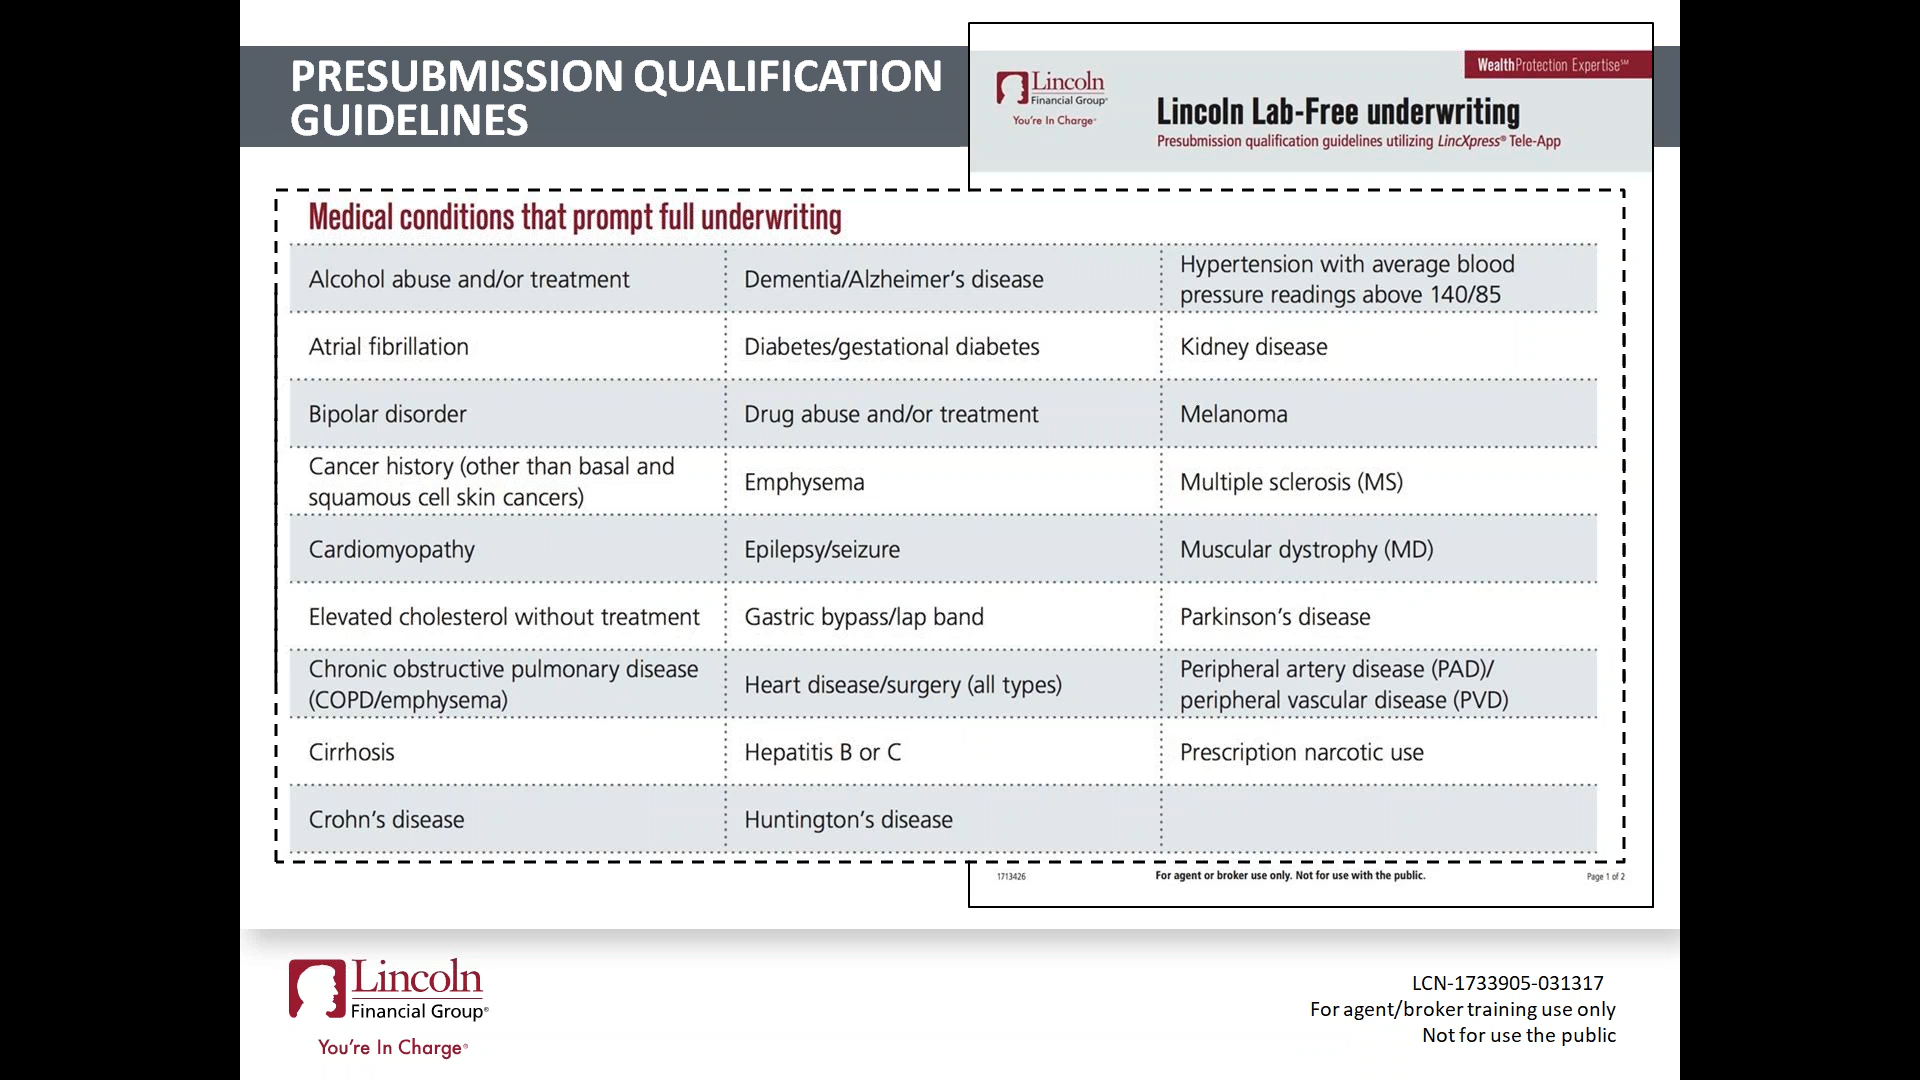 PRESUBMISSION QUALIFICATION
GUIDELINES
WealthProtection Expertise℠
Lincoln
Financial Group®
You're In Charge®
Lincoln Lab-Free underwriting
Presubmission qualification guidelines utilizing LincXpress® Tele-App
Medical conditions that prompt full underwriting
Alcohol abuse and/or treatment
Dementia/Alzheimer's disease
Hypertension with average blood
pressure readings above 140/85
Atrial fibrillation
Diabetes/gestational diabetes
Kidney disease
Bipolar disorder
Drug abuse and/or treatment
Melanoma
Cancer history (other than basal and
squamous cell skin cancers)
Emphysema
Multiple sclerosis (MS)
Cardiomyopathy
Epilepsy/seizure
Muscular dystrophy (MD)
Elevated cholesterol without treatment
Gastric bypass/lap band
Parkinson's disease
Chronic obstructive pulmonary disease
(COPD/emphysema)
Heart disease/surgery (all types)
Peripheral artery disease (PAD)/
peripheral vascular disease (PVD)
Cirrhosis
Hepatitis B or C
Prescription narcotic use
Crohn's disease
Huntington's disease
1713426
For agent or broker use only. Not for use with the public.
Page 1 of 2
Lincoln
Financial Group®
You're In Charge®
LCN-1733905-031317
For agent/broker training use only
Not for use the public